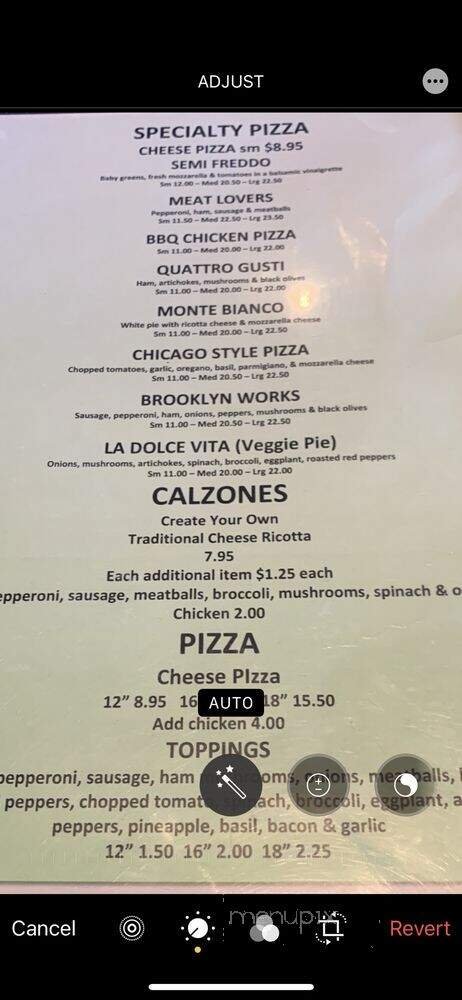 ADJUST
SPECIALTY PIZZA
CHEESE PIZZA sm $8.95
SEMI FREDDO
Baby greens, fresh mozzarella & tomatoes in a balsamic vinaigrette
Sm 12.00 – Med 20.50 – Lrg 22.50
MEAT LOVERS
Pepperoni, ham, sausage & meatballs
Sm 11.50 – Med 22.50 – Lrg 23.50
BBQ CHICKEN PIZZA
Sm 11.00 – Med 20.00 – Lrg 22.00
QUATTRO GUSTI
Ham, artichokes, mushrooms & black olives
Sm 11.00 – Med 20.00 – Lrg 22.00
MONTE BIANCO
White pie with ricotta cheese & mozzarella cheese
Sm 11.00 – Med 20.00 – Lrg 22.50
CHICAGO STYLE PIZZA
Chopped tomatoes, garlic, oregano, basil, parmigiano, & mozzarella cheese
Sm 11.00 – Med 20.50 – Lrg 22.50
BROOKLYN WORKS
Sausage, pepperoni, ham, onions, peppers, mushrooms & black olives
Sm 11.00 – Med 20.50 – Lrg 22.50
LA DOLCE VITA (Veggie Pie)
Onions, mushrooms, artichokes, spinach, broccoli, eggplant, roasted red peppers
Sm 11.00 – Med 20.00 – Lrg 22.00
CALZONES
Create Your Own
Traditional Cheese Ricotta
7.95
Each additional item $1.25 each
epperoni, sausage, meatballs, broccoli, mushrooms, spinach & o
Chicken 2.00
PIZZA
Cheese PIzza
12” 8.95 16 AUTO 18” 15.50
Add chicken 4.00
TOPPINGS
pepperoni, sausage, ham onions, meatballs,
peppers, chopped spinach, broccoli, eggplant, a
peppers, pineapple, basil, bacon & garlic
12” 1.50 16” 2.00 18” 2.25
menupix
Cancel Revert